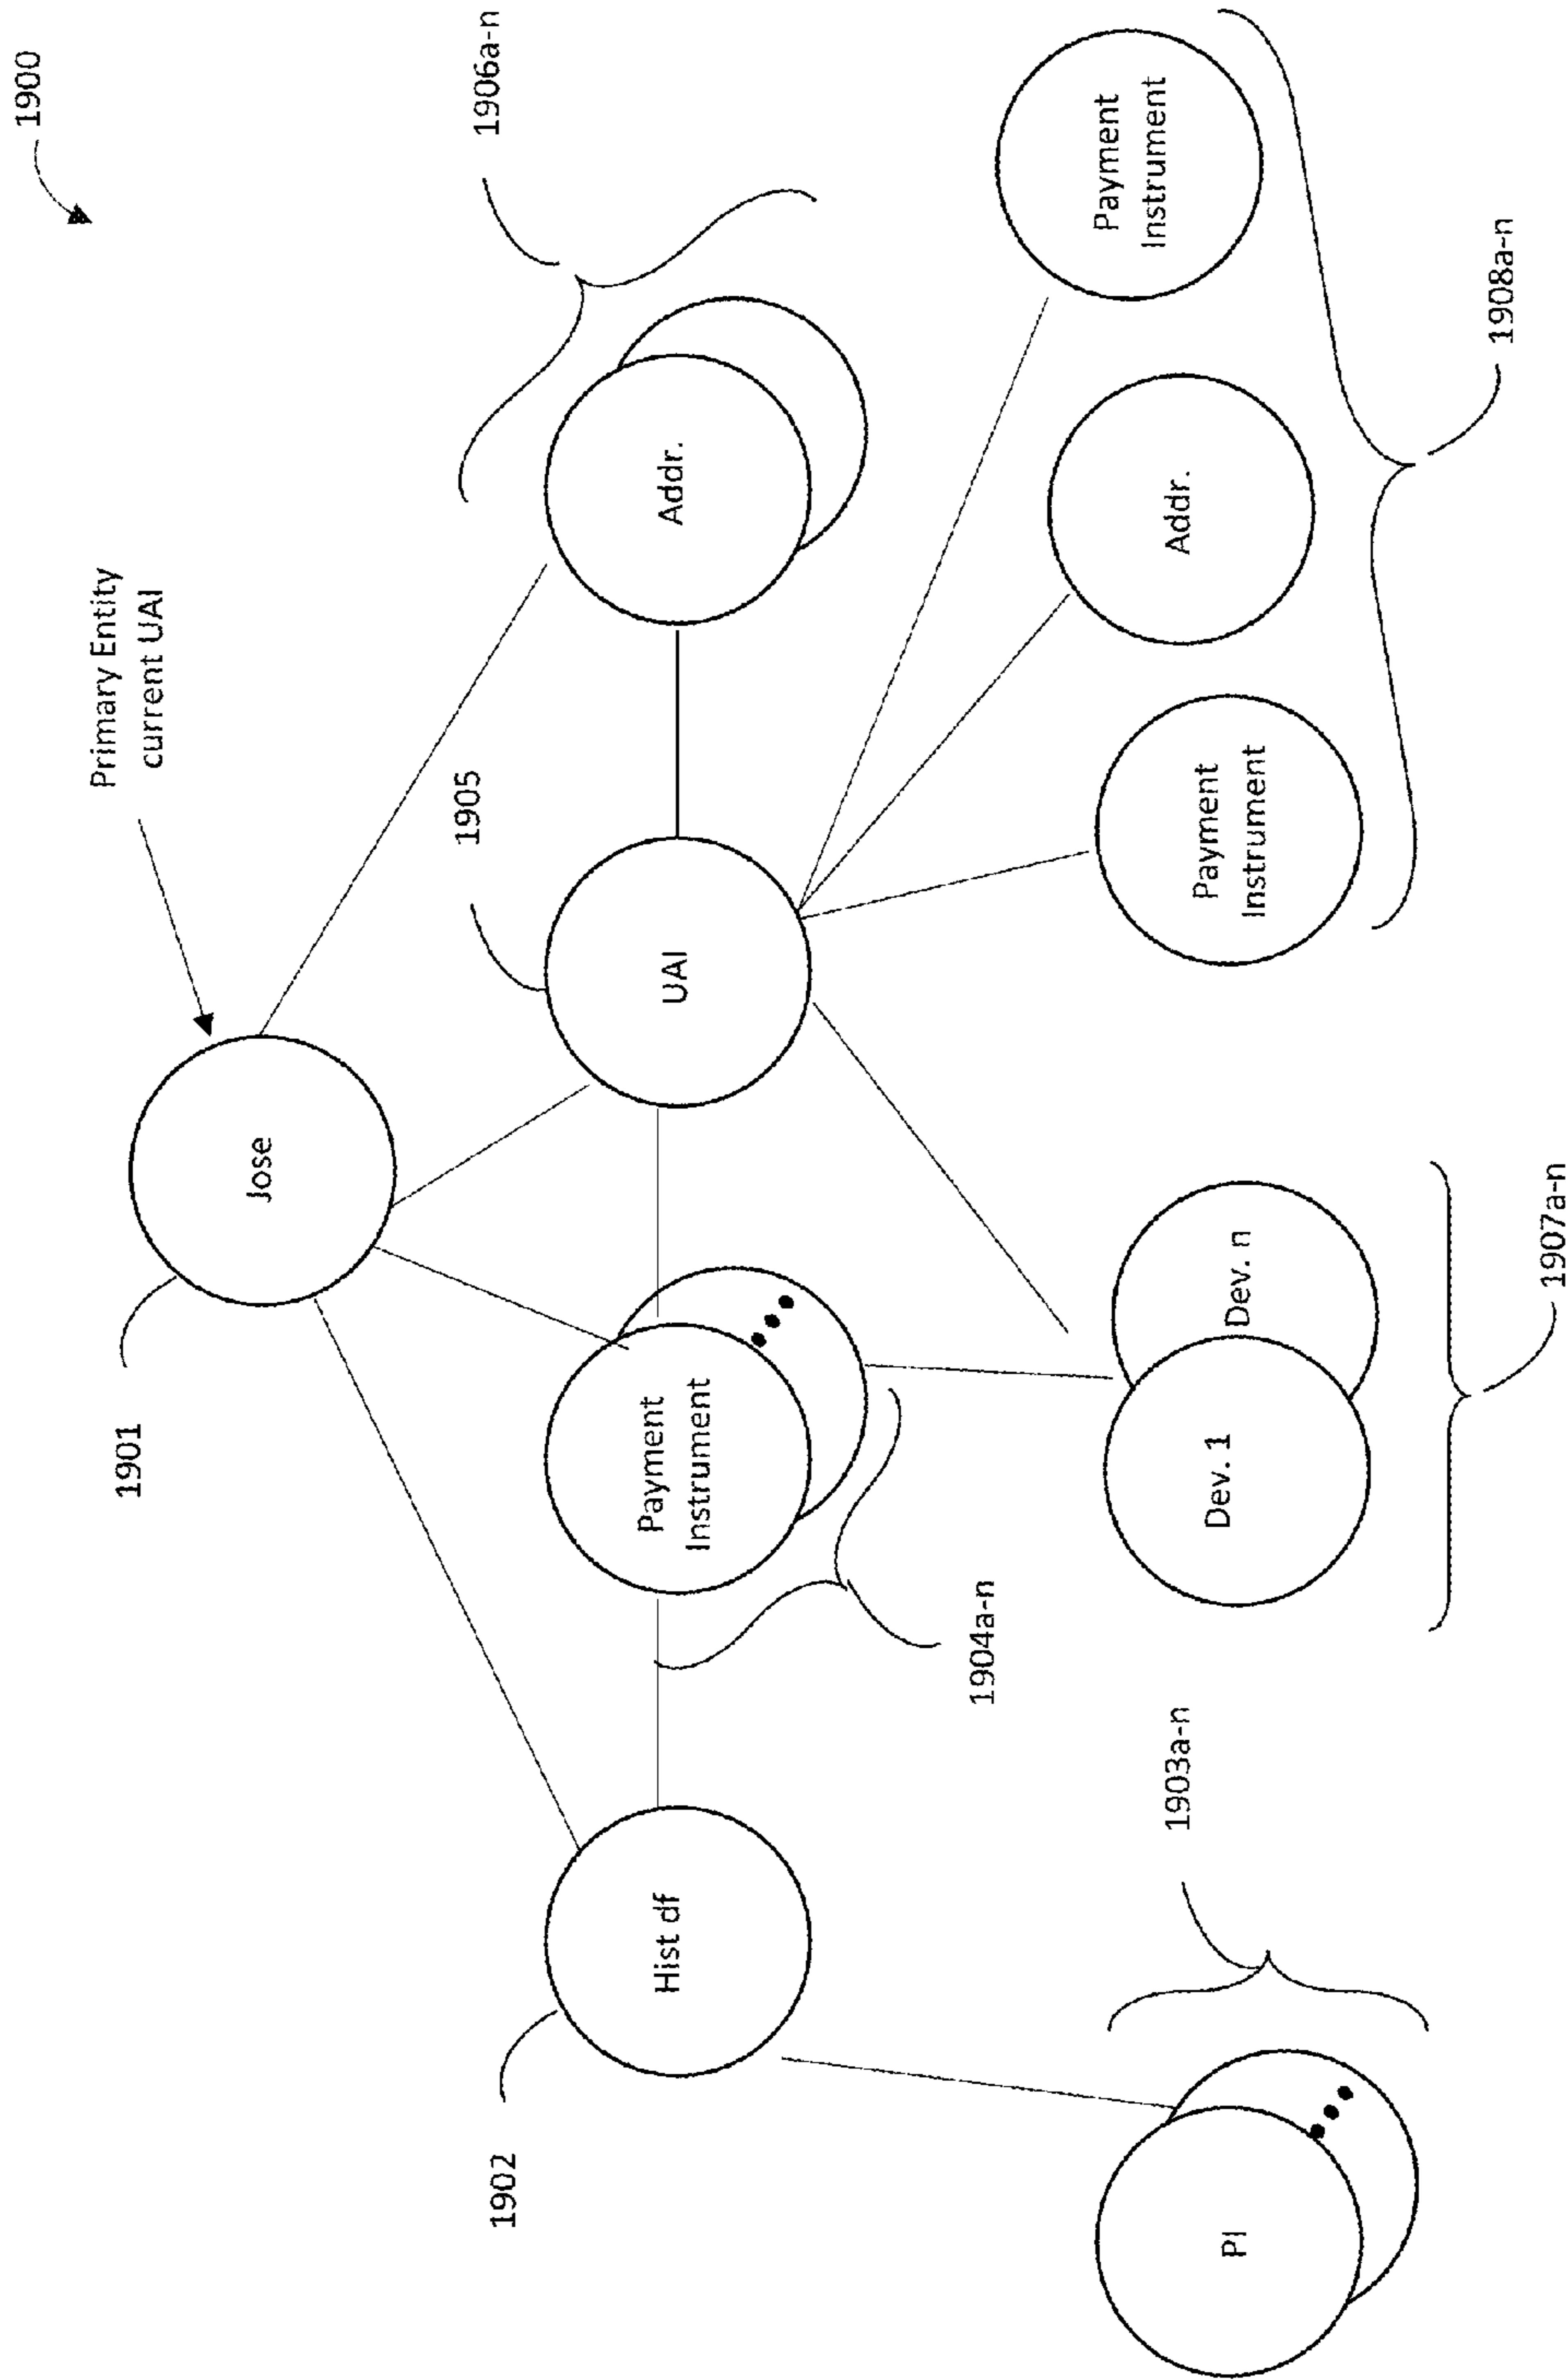 1900
Primary Entity
current UAI
1901
Jose
1906a-n
1905
1902
Hist df
Payment
Instrument
UAI
Addr.
1904a-n
1903a-n
PI
Dev. 1
Dev. n
Payment
Instrument
Addr.
Payment
Instrument
1907a-n
1908a-n